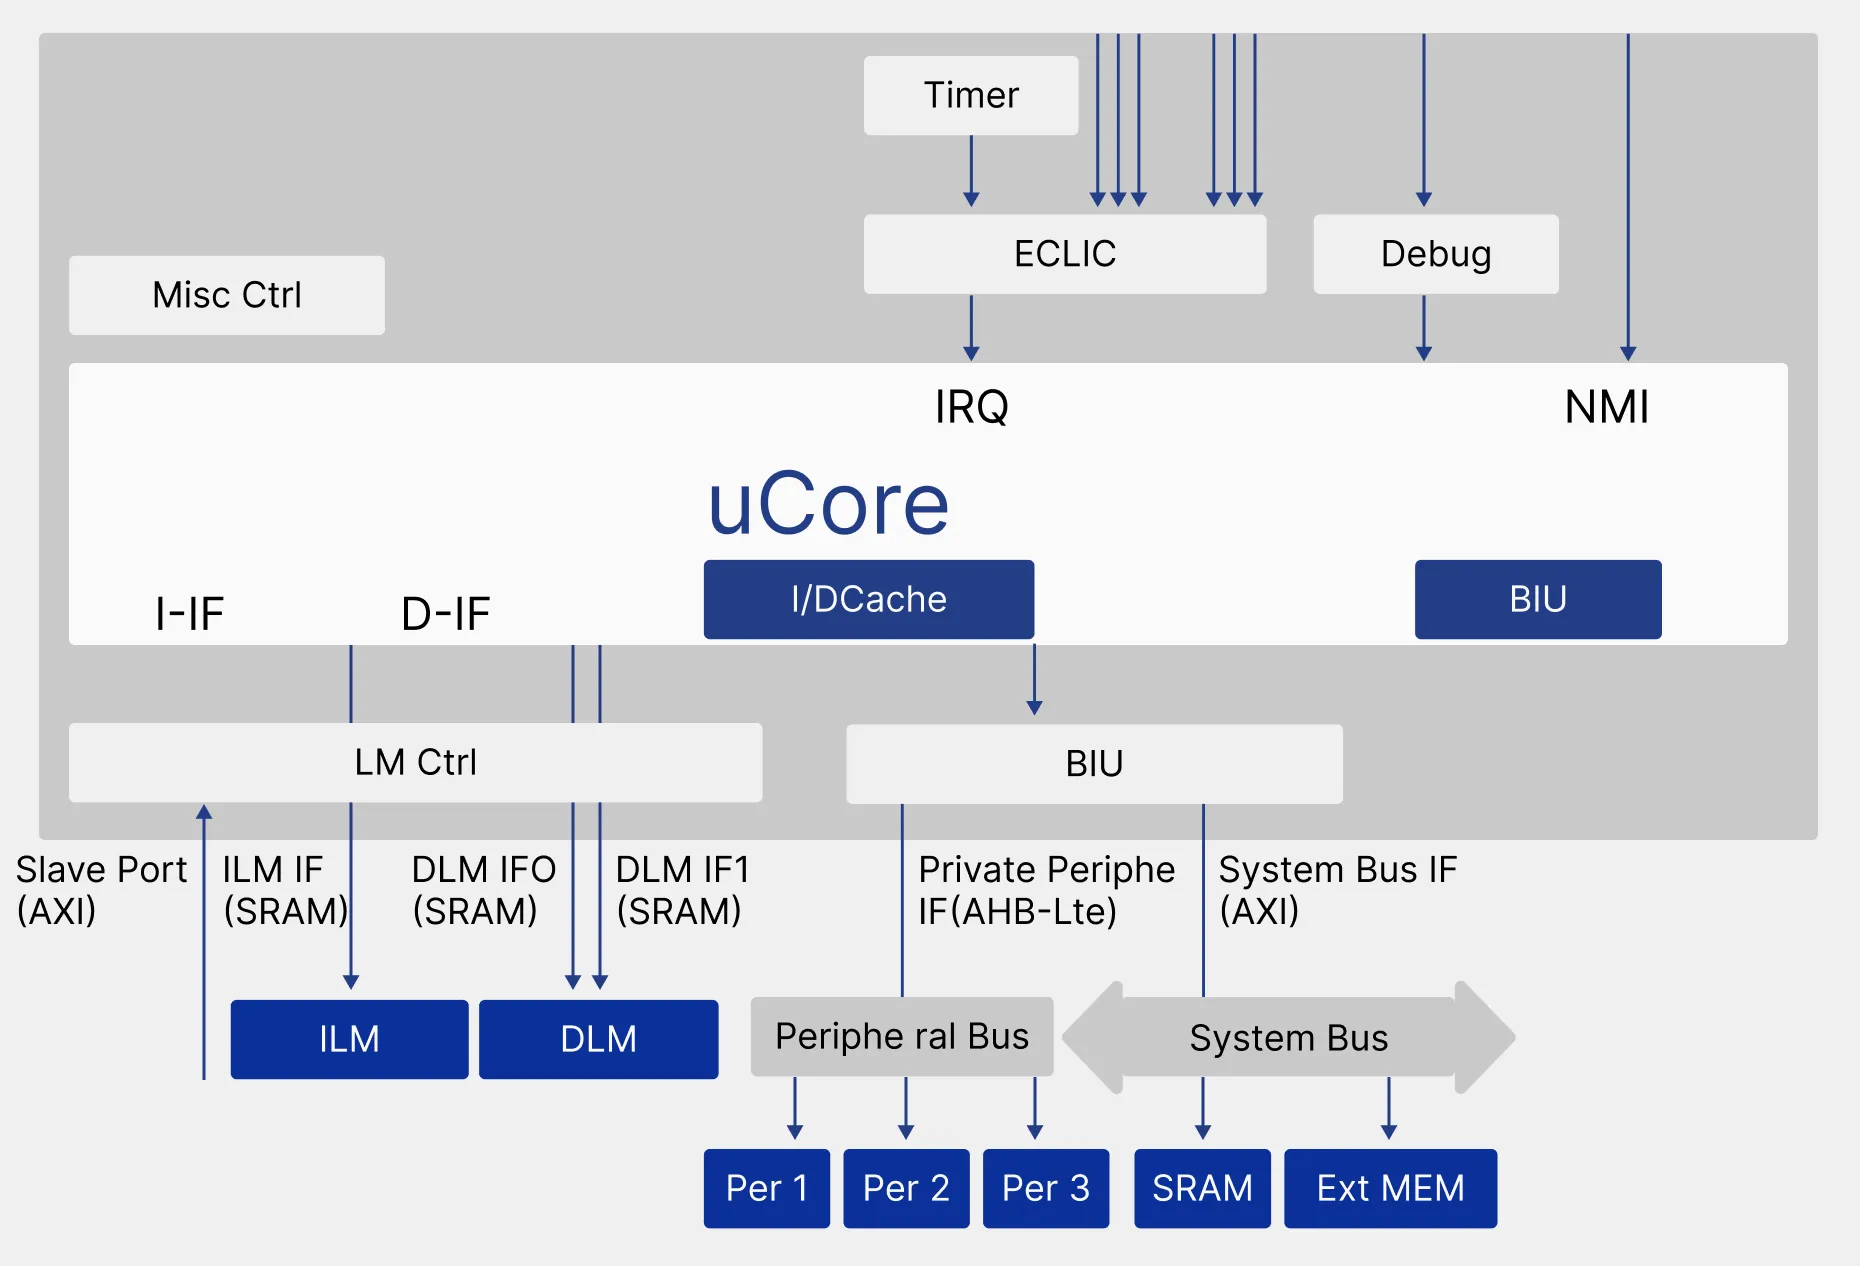 Timer
ECLIC
Debug
Misc Ctrl
IRQ
NMI
uCore
I/DCache
BIU
I-IF
D-IF
LM Ctrl
BIU
Slave Port
(AXI)
ILM IF
(SRAM)
DLM IFO
(SRAM)
DLM IF1
(SRAM)
Private Periphe
IF(AHB-Lte)
System Bus IF
(AXI)
ILM
DLM
Periphe ral Bus
System Bus
Per 1
Per 2
Per 3
SRAM
Ext MEM